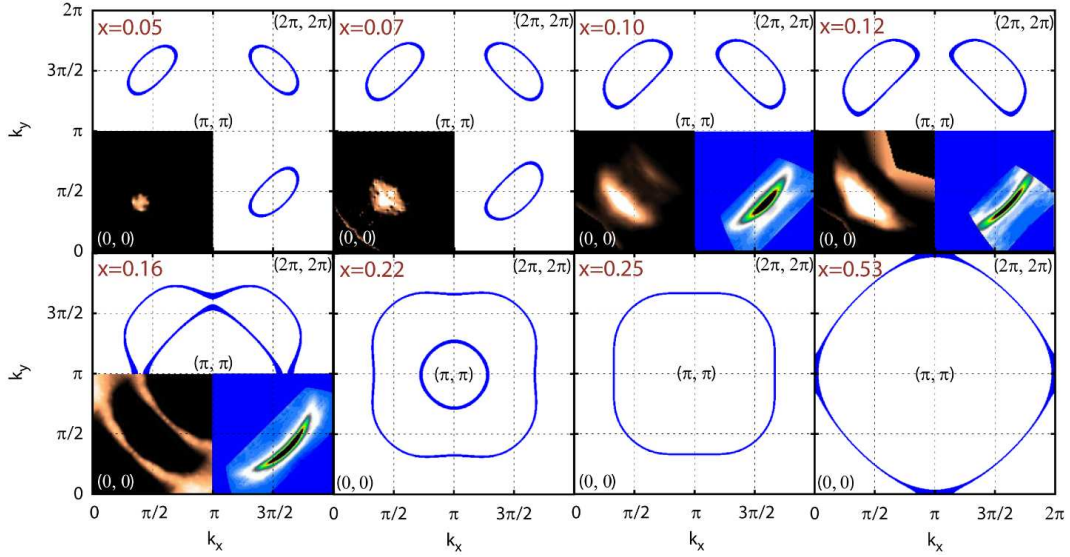 2π
x=0.05
(2π, 2π)
x=0.07
(2π, 2π)
x=0.10
(2π, 2π)
x=0.12
(2π, 2π)
3π/2
k_y
(π, π)
(π, π)
(π, π)
(π, π)
π
π/2
(0, 0)
(0, 0)
(0, 0)
(0, 0)
0
x=0.16
(2π, 2π)
x=0.22
(2π, 2π)
x=0.25
(2π, 2π)
x=0.53
(2π, 2π)
3π/2
k_y
(π, π)
(π, π)
(π, π)
(π, π)
π
π/2
(0, 0)
(0, 0)
(0, 0)
(0, 0)
0
0 π/2 π 3π/2 0 π/2 π 3π/2 0 π/2 π 3π/2 0 π/2 π 3π/2 2π
k_x k_x k_x k_x